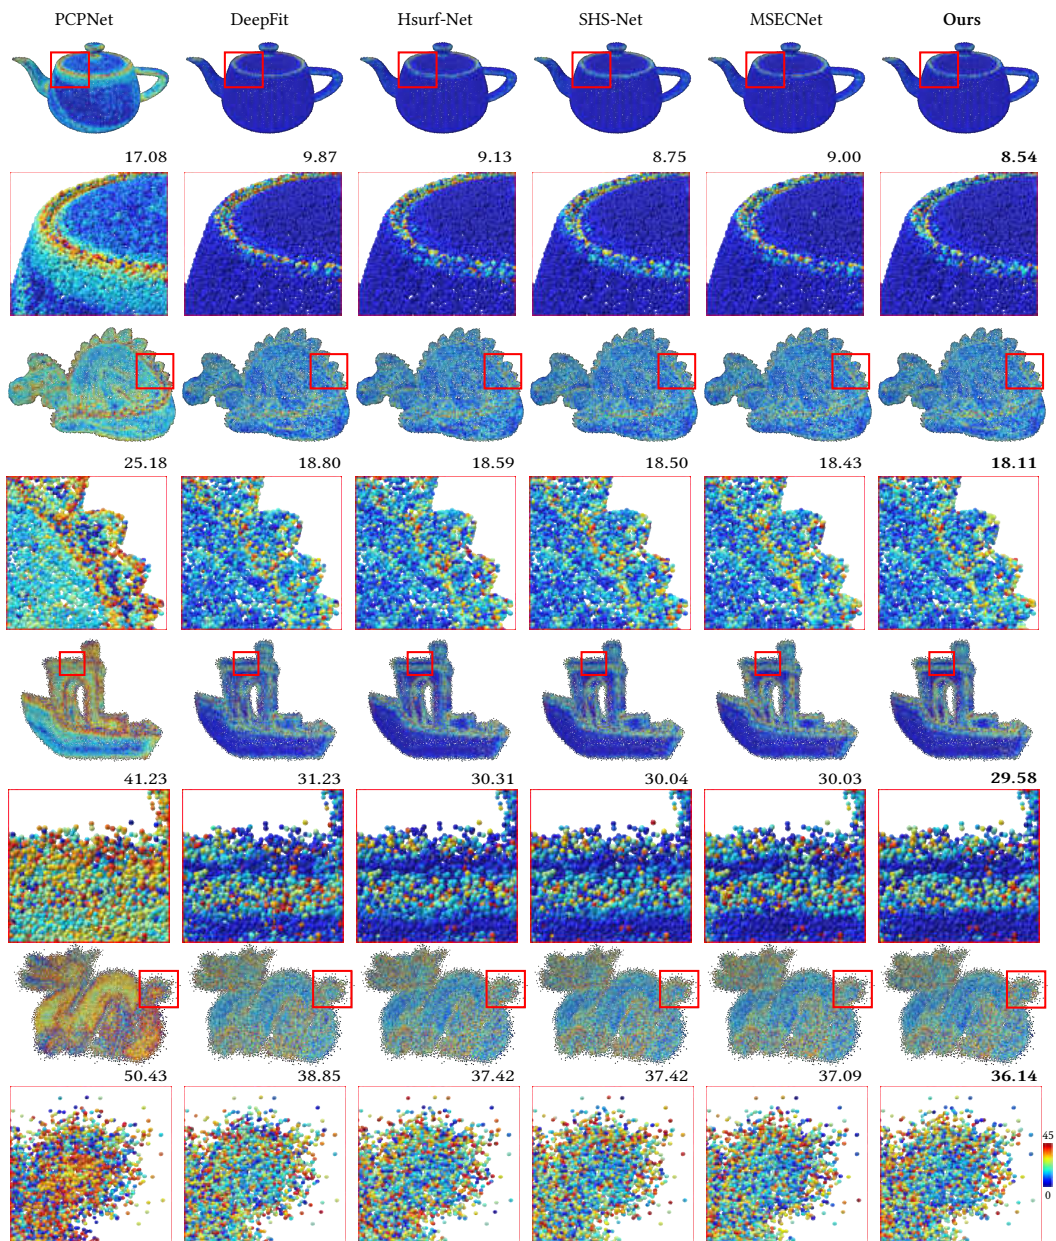 PCPNet DeepFit Hsurf-Net SHS-Net MSECNet Ours
17.08 9.87 9.13 8.75 9.00 8.54
25.18 18.80 18.59 18.50 18.43 18.11
41.23 31.23 30.31 30.04 30.03 29.58
50.43 38.85 37.42 37.42 37.09 36.14
45
0